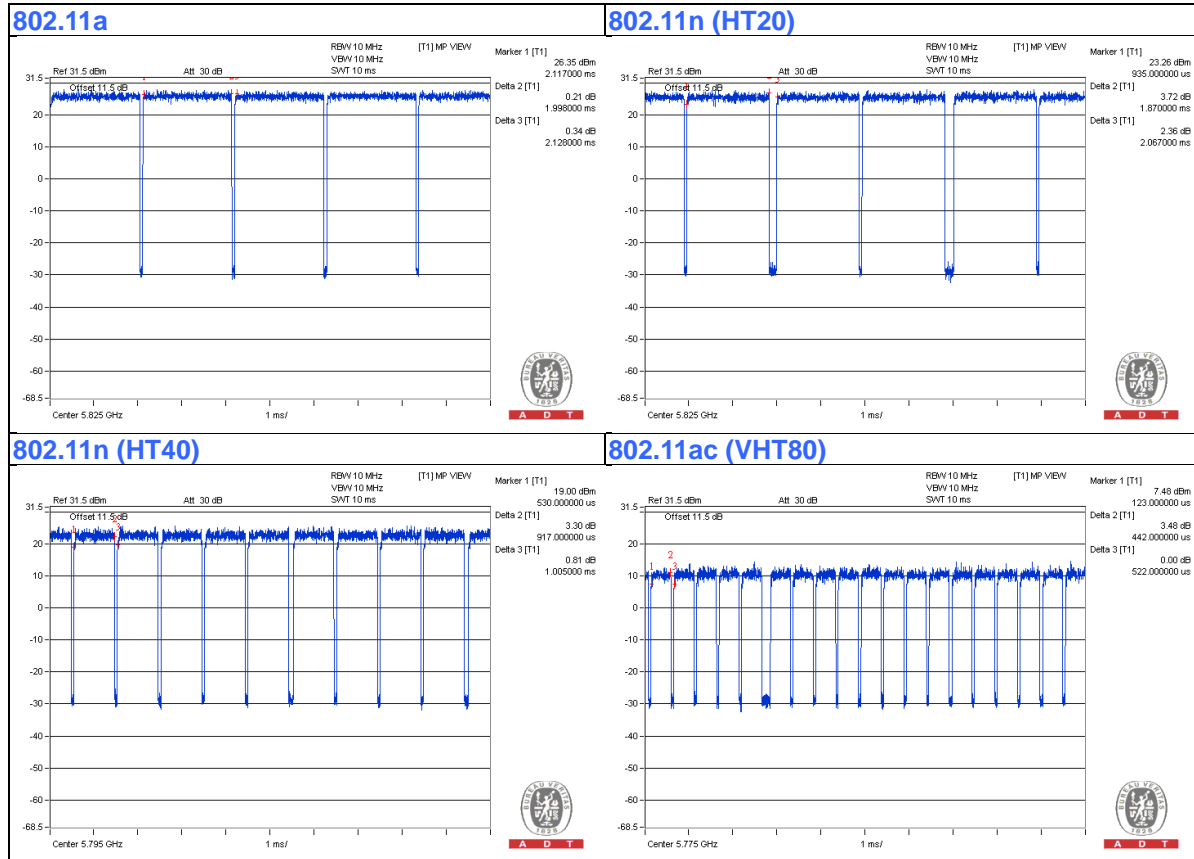 802.11a
RBW 10 MHz [T1] MP VIEW
VBW 10 MHz
Ref 31.5 dBm Att 30 dB SWT 10 ms
Marker 1 [T1]
26.35 dBm
2.117000 ms
Delta 2 [T1]
0.21 dB
1.998000 ms
Delta 3 [T1]
0.34 dB
2.128000 ms
31.5
Offset 11.5 dB
20
10
0
-10
-20
-30
-40
-50
-60
-68.5
Center 5.825 GHz 1 ms/
BUREAU VERITAS
1828
A D T
802.11n (HT20)
RBW 10 MHz [T1] MP VIEW
VBW 10 MHz
Ref 31.5 dBm Att 30 dB SWT 10 ms
Marker 1 [T1]
23.26 dBm
935.000000 us
Delta 2 [T1]
3.72 dB
1.870000 ms
Delta 3 [T1]
2.36 dB
2.067000 ms
31.5
Offset 11.5 dB
20
10
0
-10
-20
-30
-40
-50
-60
-68.5
Center 5.825 GHz 1 ms/
BUREAU VERITAS
1828
A D T
802.11n (HT40)
RBW 10 MHz [T1] MP VIEW
VBW 10 MHz
Ref 31.5 dBm Att 30 dB SWT 10 ms
Marker 1 [T1]
19.00 dBm
530.000000 us
Delta 2 [T1]
3.30 dB
917.000000 us
Delta 3 [T1]
0.81 dB
1.005000 ms
31.5
Offset 11.5 dB
20
10
0
-10
-20
-30
-40
-50
-60
-68.5
Center 5.795 GHz 1 ms/
BUREAU VERITAS
1828
A D T
802.11ac (VHT80)
RBW 10 MHz [T1] MP VIEW
VBW 10 MHz
Ref 31.5 dBm Att 30 dB SWT 10 ms
Marker 1 [T1]
7.48 dBm
123.000000 us
Delta 2 [T1]
3.48 dB
442.000000 us
Delta 3 [T1]
0.00 dB
522.000000 us
31.5
Offset 11.5 dB
20
10
0
-10
-20
-30
-40
-50
-60
-68.5
1
2
3
Center 5.775 GHz 1 ms/
BUREAU VERITAS
1828
A D T